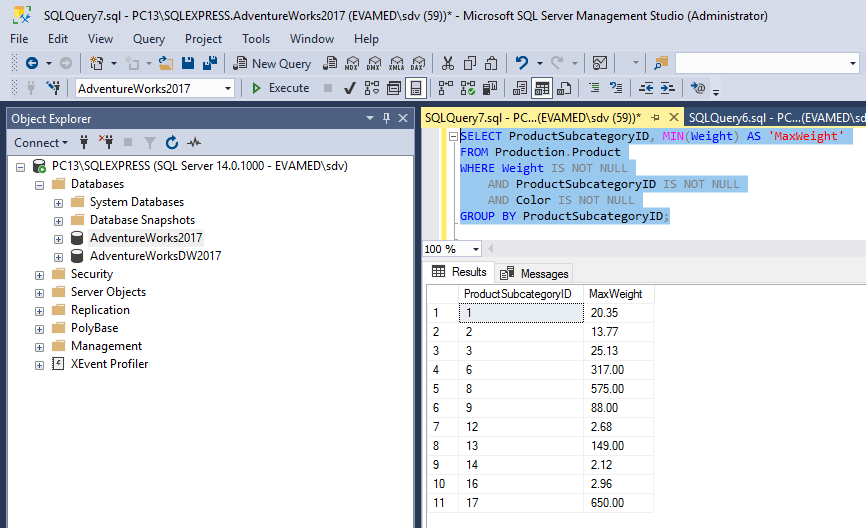 SQLQuery7.sql - PC13\SQLEXPRESS.AdventureWorks2017 (EVAMED\sdv (59))* - Microsoft SQL Server Management Studio (Administrator)
File Edit View Query Project Tools Window Help
New Query MDX DMX XMLA DAX
AdventureWorks2017 Execute
Object Explorer
Connect
PC13\SQLEXPRESS (SQL Server 14.0.1000 - EVAMED\sdv)
Databases
System Databases
Database Snapshots
AdventureWorks2017
AdventureWorksDW2017
Security
Server Objects
Replication
PolyBase
Management
XEvent Profiler
SQLQuery7.sql - PC...(EVAMED\sdv (59))* SQLQuery6.sql - PC...(EVAMED\sd
SELECT ProductSubcategoryID, MIN(Weight) AS 'MaxWeight'
FROM Production.Product
WHERE Weight IS NOT NULL
AND ProductSubcategoryID IS NOT NULL
AND Color IS NOT NULL
GROUP BY ProductSubcategoryID;
100 %
Results Messages
ProductSubcategoryID MaxWeight
1 1 20.35
2 2 13.77
3 3 25.13
4 6 317.00
5 8 575.00
6 9 88.00
7 12 2.68
8 13 149.00
9 14 2.12
10 16 2.96
11 17 650.00